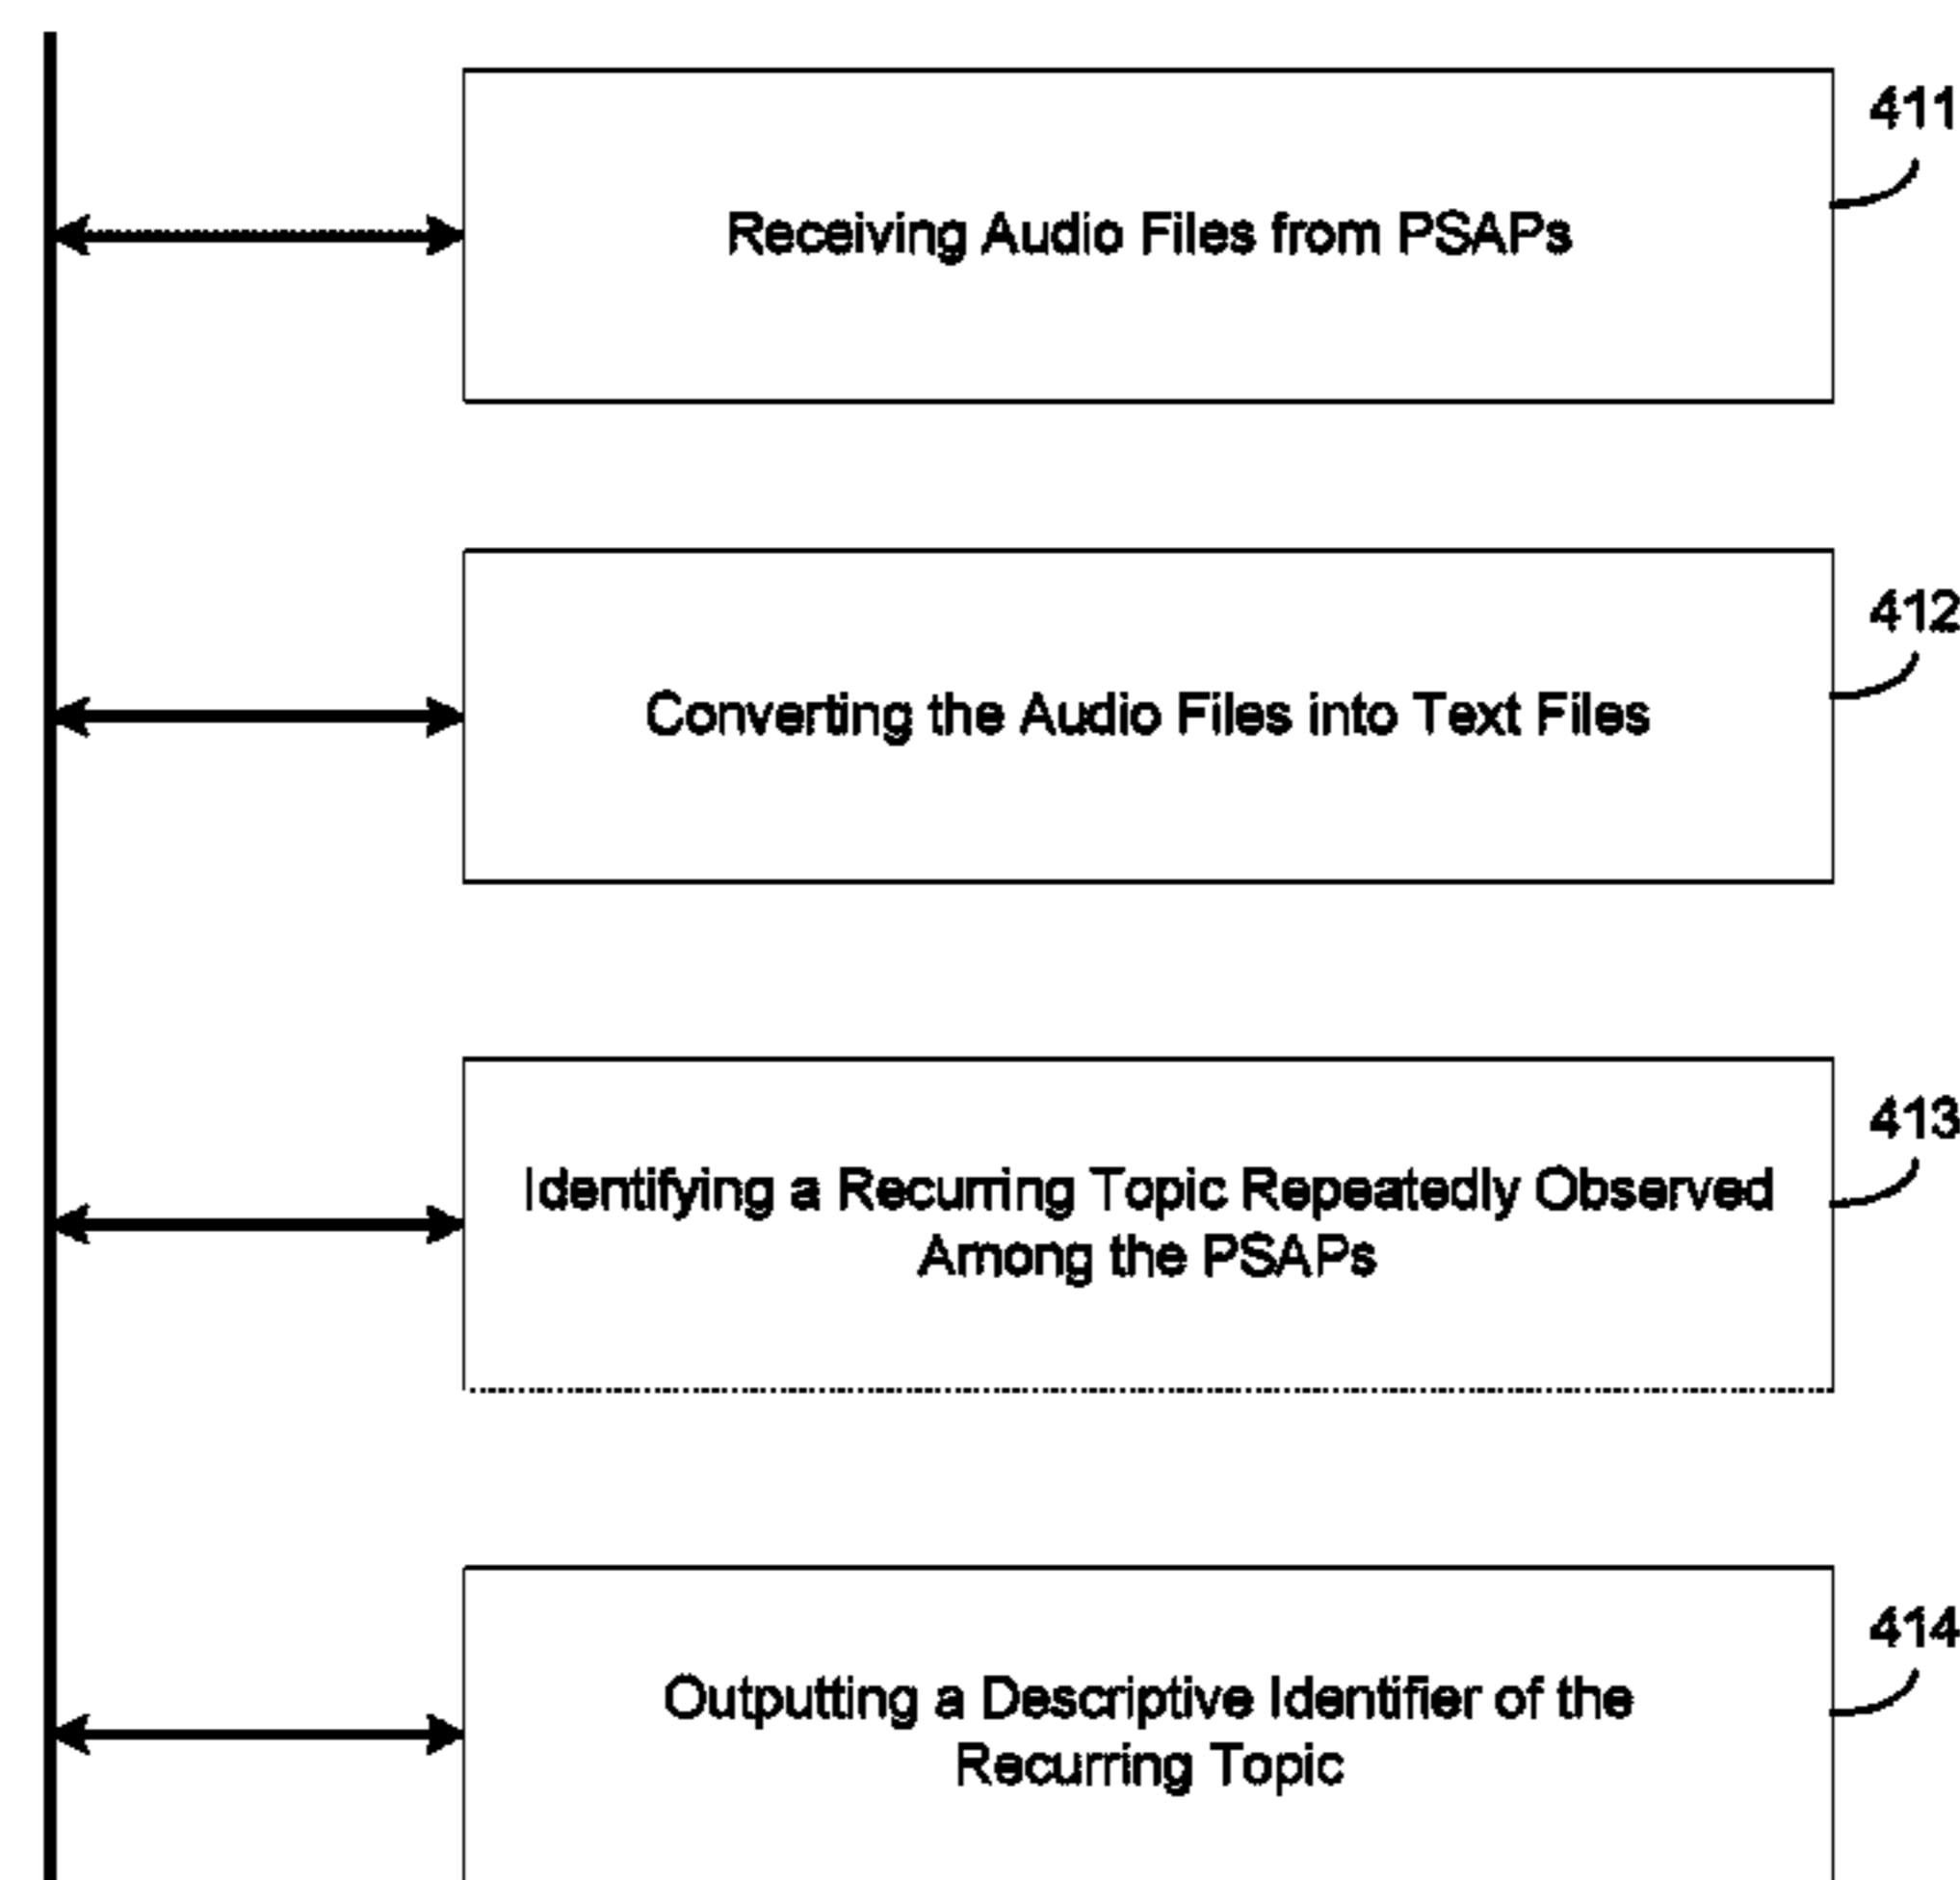 411
Receiving Audio Files from PSAPs
412
Converting the Audio Files into Text Files
413
Identifying a Recurring Topic Repeatedly Observed
Among the PSAPs
414
Outputting a Descriptive Identifier of the
Recurring Topic